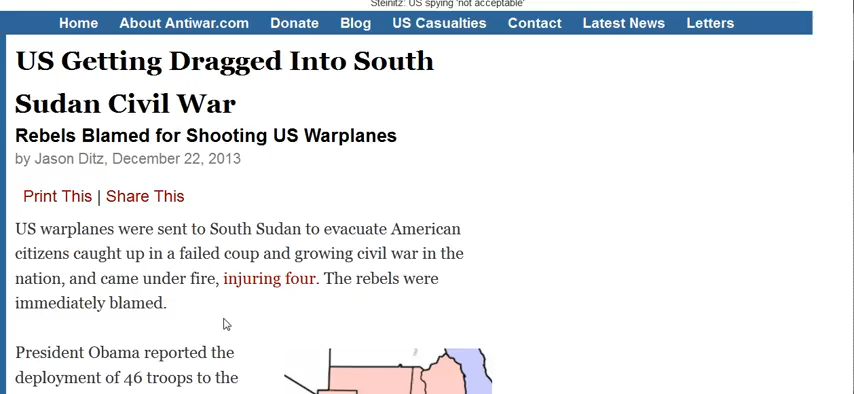 Steinitz: US spying 'not acceptable'
Home About Antiwar.com Donate Blog US Casualties Contact Latest News Letters
US Getting Dragged Into South
Sudan Civil War
Rebels Blamed for Shooting US Warplanes
by Jason Ditz, December 22, 2013
Print This | Share This
US warplanes were sent to South Sudan to evacuate American
citizens caught up in a failed coup and growing civil war in the
nation, and came under fire, injuring four. The rebels were
immediately blamed.
President Obama reported the
deployment of 46 troops to the